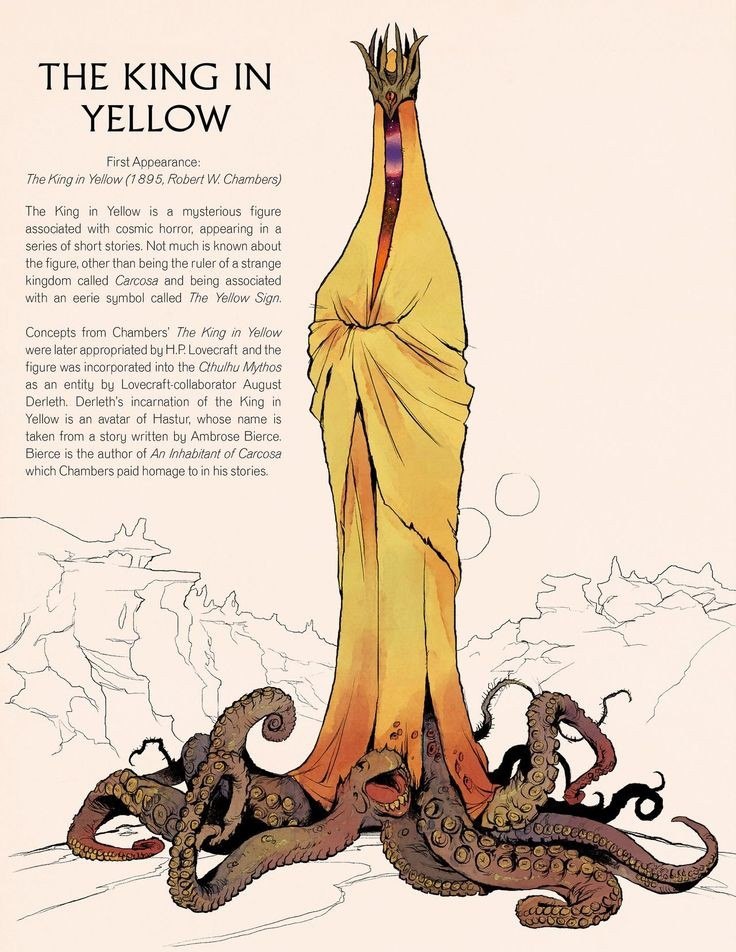 THE KING IN
YELLOW
First Appearance:
The King in Yellow (1895, Robert W. Chambers)
The King in Yellow is a mysterious figure
associated with cosmic horror, appearing in a
series of short stories. Not much is known about
the figure, other than being the ruler of a strange
kingdom called Carcosa and being associated
with an eerie symbol called The Yellow Sign.
Concepts from Chambers' The King in Yellow
were later appropriated by H.P. Lovecraft and the
figure was incorporated into the Cthulhu Mythos
as an entity by Lovecraft-collaborator August
Derleth. Derleth's incarnation of the King in
Yellow is an avatar of Hastur, whose name is
taken from a story written by Ambrose Bierce.
Bierce is the author of An Inhabitant of Carcosa
which Chambers paid homage to in his stories.